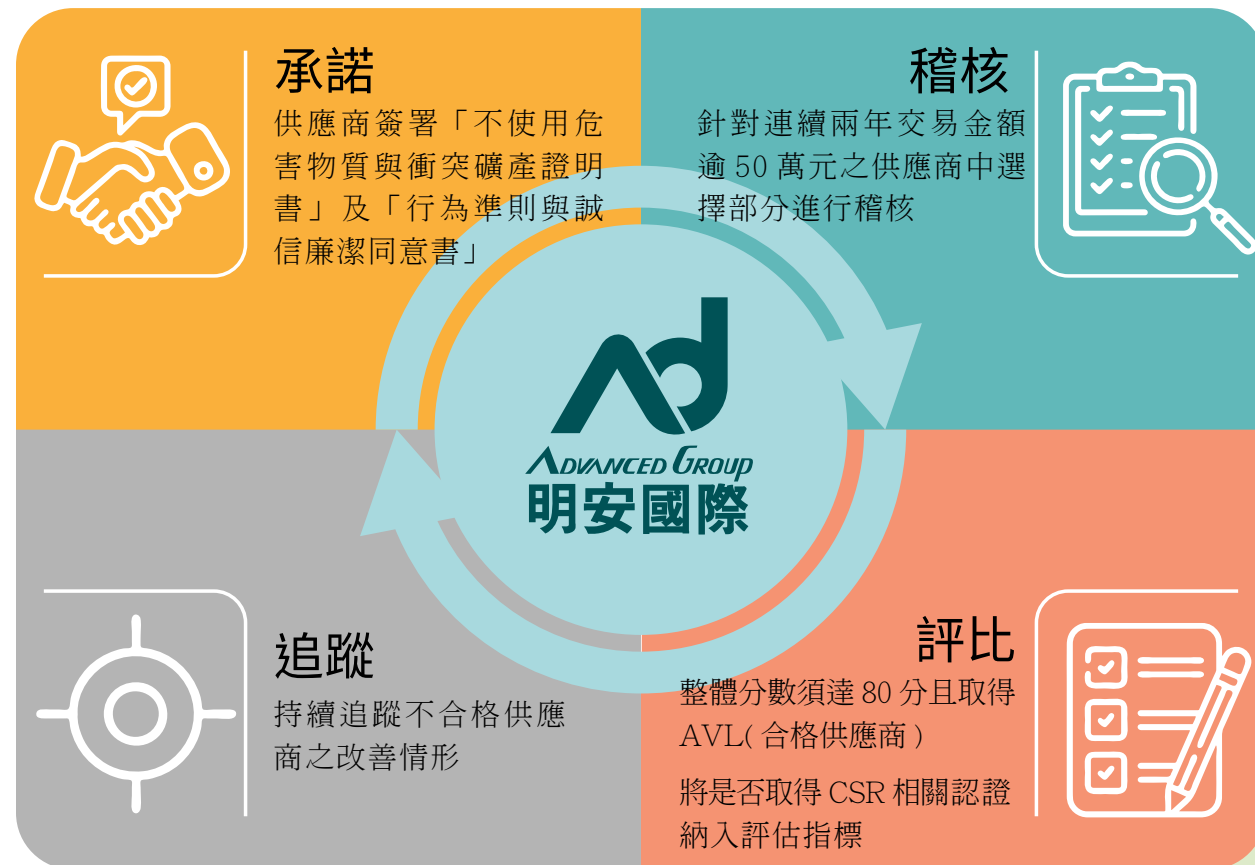 承諾
供應商簽署「不使用危
害物質與衝突礦產證明
書」及「行為準則與誠
信廉潔同意書」
稽核
針對連續兩年交易金額
逾 50 萬元之供應商中選
擇部分進行稽核
ADVANCED GROUP
明安國際
追蹤
持續追蹤不合格供應
商之改善情形
評比
整體分數須達 80 分且取得
AVL( 合格供應商 )
將是否取得 CSR 相關認證
納入評估指標